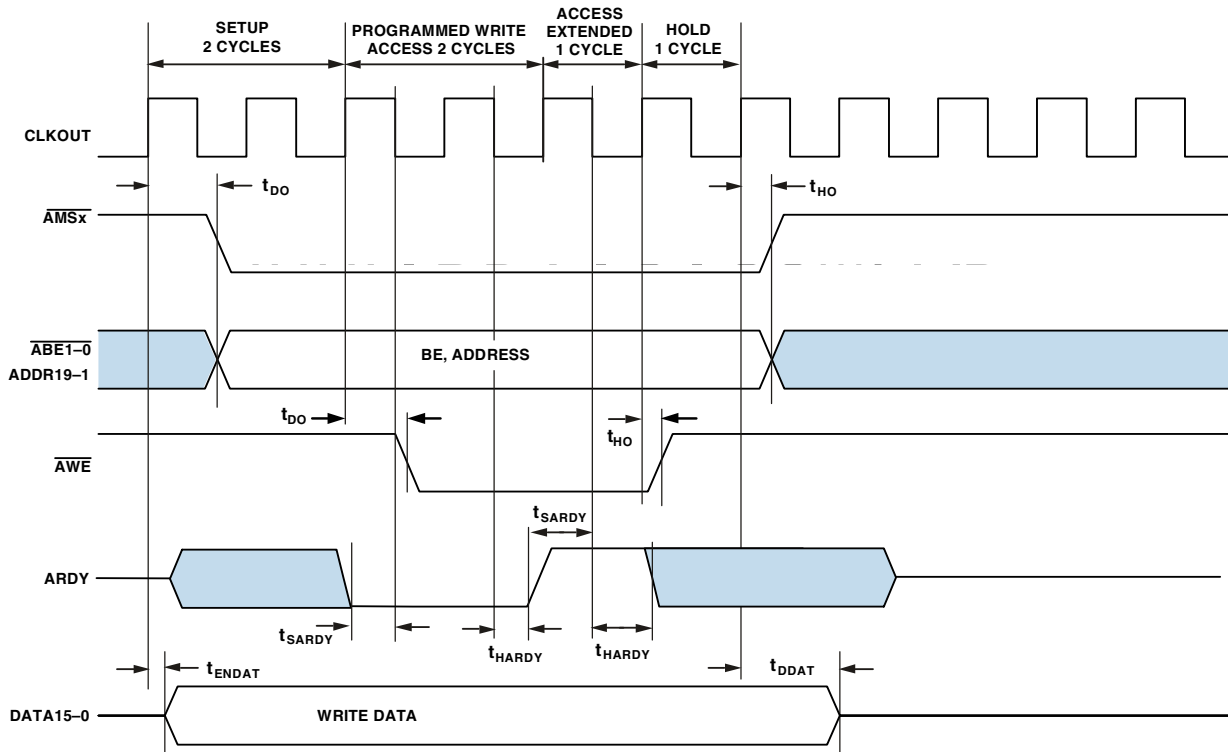 SETUP
2 CYCLES
PROGRAMMED WRITE
ACCESS 2 CYCLES
ACCESS
EXTENDED
1 CYCLE
HOLD
1 CYCLE
CLKOUT
tDO
tHO
AMSx
ABE1–0
BE, ADDRESS
ADDR19–1
tDO
tHO
AWE
tSARDY
ARDY
tSARDY
tHARDY
tHARDY
tENDAT
tDDAT
DATA15–0
WRITE DATA